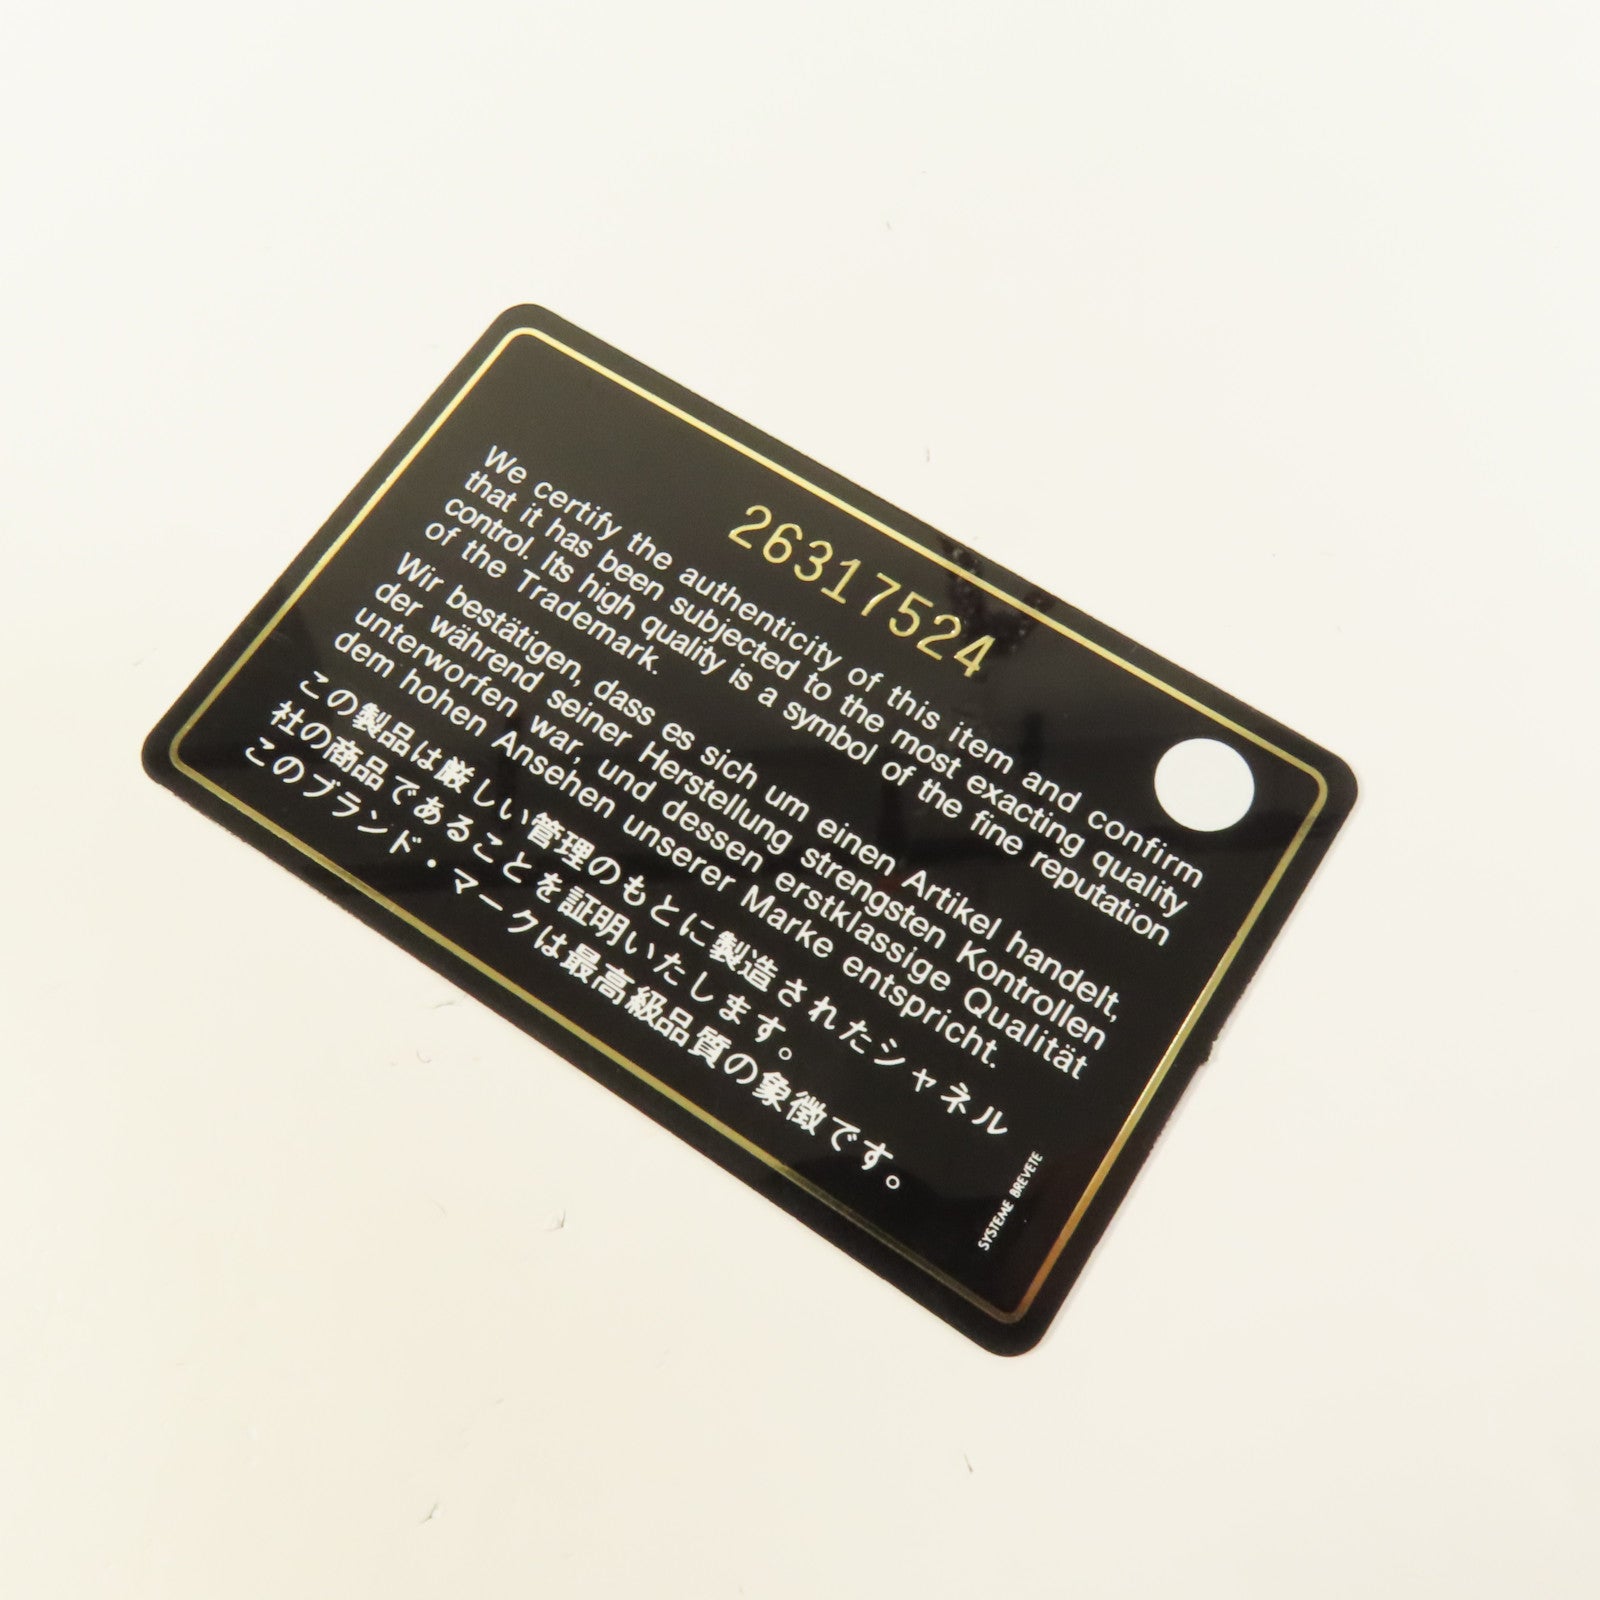 26317524
We certify the authenticity of this item and confirm
that it has been subjected to the most exacting quality
control. Its high quality is a symbol of the fine reputation
of the Trademark.
Wir bestätigen, dass es sich um einen Artikel handelt,
der während seiner Herstellung strengsten Kontrollen
unterworfen war, und dessen erstklassige Qualität
dem hohen Ansehen unserer Marke entspricht.
この製品は厳しい管理のもとに製造されたシャネル
社の商品であることを証明いたします。
このブランド・マークは最高級品質の象徴です。
SYSTEME BREVETE